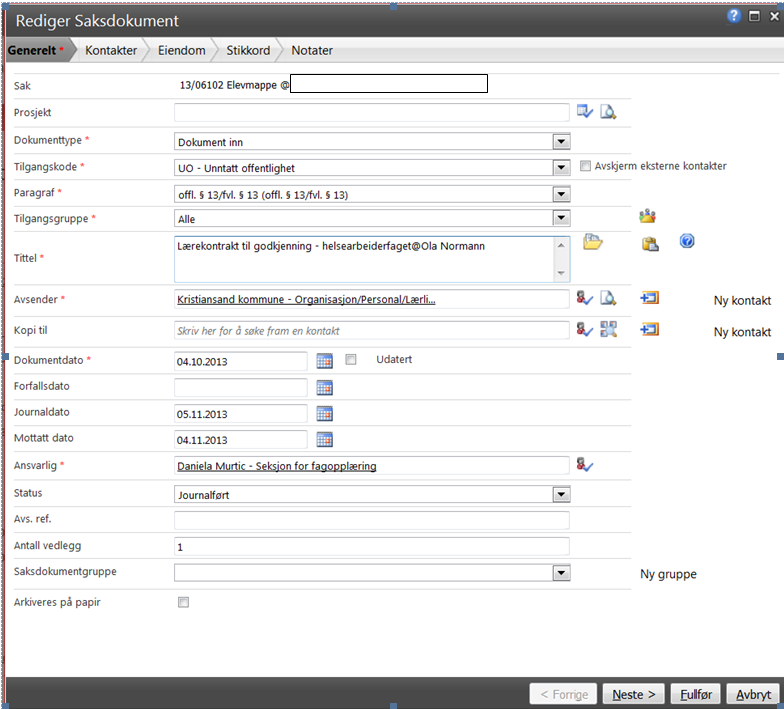 Rediger Saksdokument
Generelt * Kontakter Eiendom Stikkord Notater
Sak 13/06102 Elevmappe @
Prosjekt
Dokumenttype * Dokument inn
Tilgangskode * UO - Unntatt offentlighet Avskjerm eksterne kontakter
Paragraf * offl. § 13/fvl. § 13 (offl. § 13/fvl. § 13)
Tilgangsgruppe * Alle
Tittel * Lærekontrakt til godkjenning - helsearbeiderfaget@Ola Normann
Avsender * Kristiansand kommune - Organisasjon/Personal/Lærli... Ny kontakt
Kopi til Skriv her for å søke fram en kontakt Ny kontakt
Dokumentdato * 04.10.2013 Udatert
Forfallsdato
Journaldato 05.11.2013
Mottatt dato 04.11.2013
Ansvarlig * Daniela Murtic - Seksjon for fagopplæring
Status Journalført
Avs. ref.
Antall vedlegg 1
Saksdokumentgruppe Ny gruppe
Arkiveres på papir
< Forrige Neste > Fullfør Avbryt